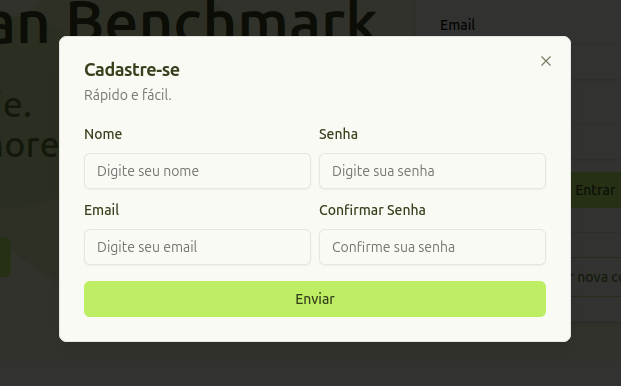 an Benchmark
Email
Cadastre-se
Rápido e fácil.
Nome
Senha
Digite seu nome
Digite sua senha
Email
Confirmar Senha
Digite seu email
Confirme sua senha
Enviar
Entrar
nova